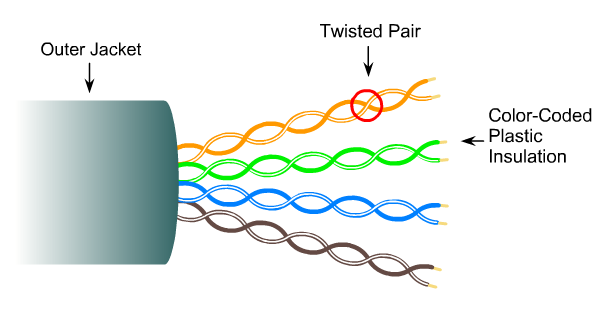 Twisted Pair
Outer Jacket
Color-Coded
Plastic
Insulation